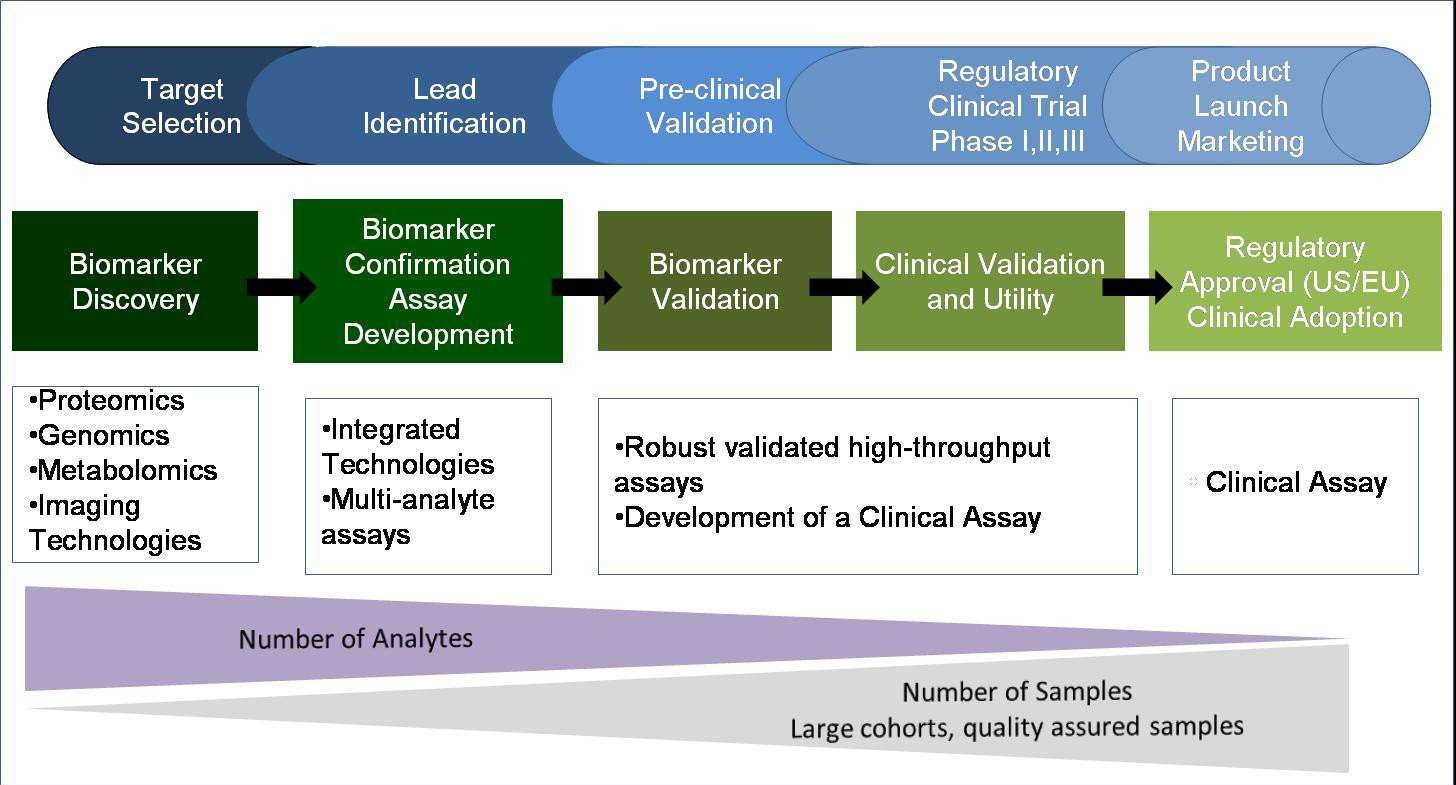 Target
Selection
Lead
Identification
Pre-clinical
Validation
Regulatory
Clinical Trial
Phase I,II,III
Product
Launch
Marketing
Biomarker
Discovery
Biomarker
Confirmation
Assay
Development
Biomarker
Validation
Clinical Validation
and Utility
Regulatory
Approval (US/EU)
Clinical Adoption
•Proteomics
•Genomics
•Metabolomics
•Imaging
Technologies
•Integrated
Technologies
•Multi-analyte
assays
•Robust validated high-throughput
assays
•Development of a Clinical Assay
Clinical Assay
Number of Analytes
Number of Samples
Large cohorts, quality assured samples